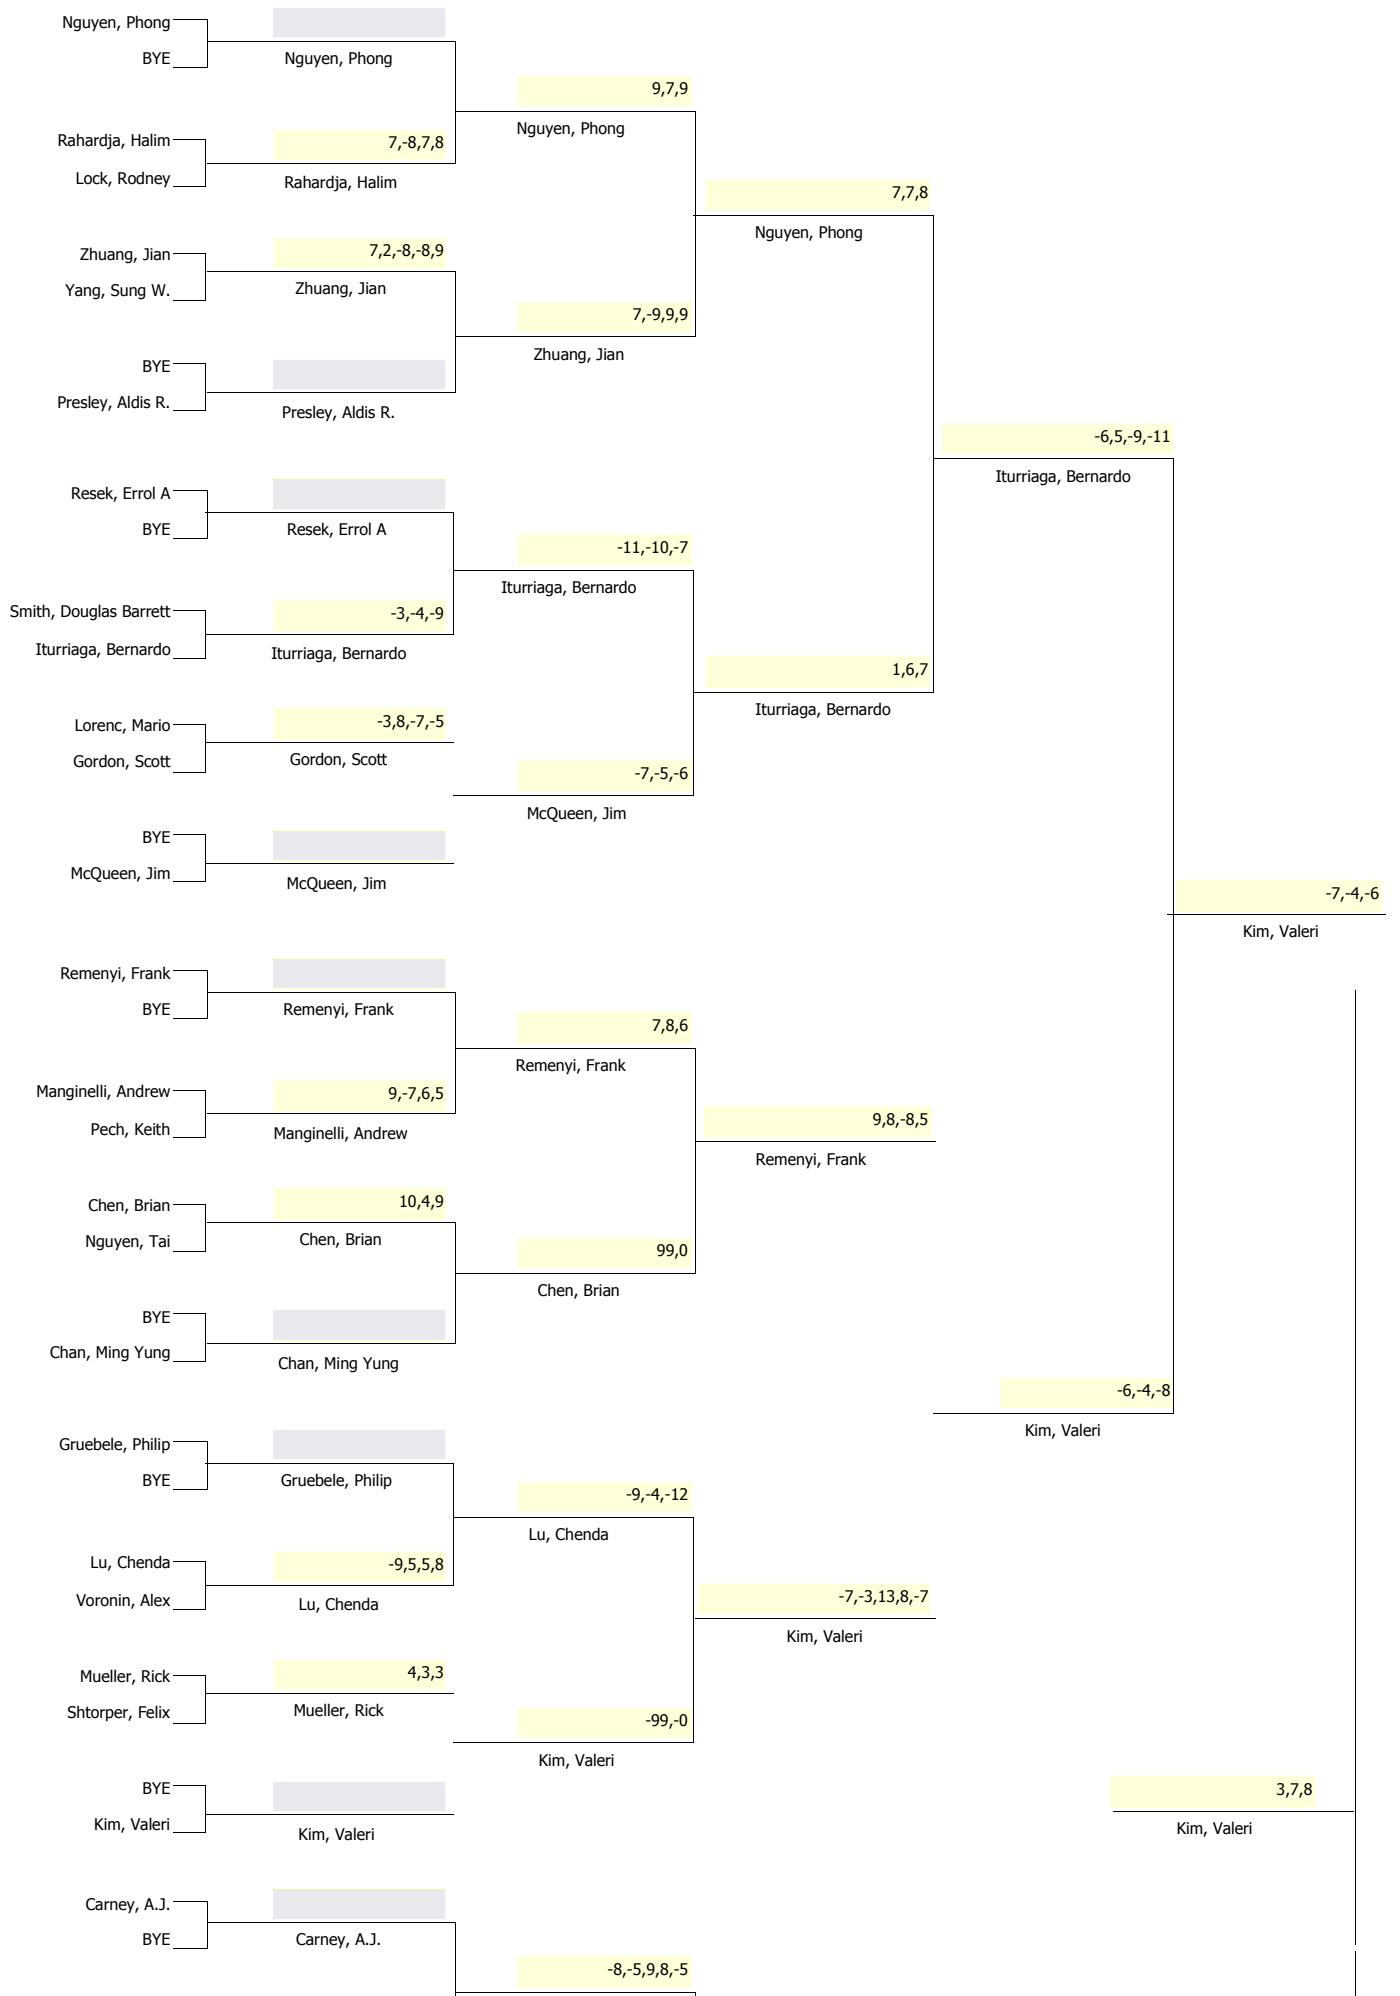 Nguyen, Phong
BYE
Nguyen, Phong
9,7,9
Nguyen, Phong
Rahardja, Halim
7,-8,7,8
Lock, Rodney
Rahardja, Halim
7,7,8
Nguyen, Phong
Zhuang, Jian
7,2,-8,-8,9
Yang, Sung W.
Zhuang, Jian
7,-9,9,9
Zhuang, Jian
BYE
Presley, Aldis R.
Presley, Aldis R.
-6,5,-9,-11
Iturriaga, Bernardo
Resek, Errol A
BYE
Resek, Errol A
-11,-10,-7
Iturriaga, Bernardo
Smith, Douglas Barrett
-3,-4,-9
Iturriaga, Bernardo
Iturriaga, Bernardo
1,6,7
Iturriaga, Bernardo
Lorenc, Mario
-3,8,-7,-5
Gordon, Scott
Gordon, Scott
-7,-5,-6
McQueen, Jim
BYE
McQueen, Jim
McQueen, Jim
-7,-4,-6
Kim, Valeri
Remenyi, Frank
BYE
Remenyi, Frank
7,8,6
Remenyi, Frank
Manginelli, Andrew
9,-7,6,5
Pech, Keith
Manginelli, Andrew
9,8,-8,5
Remenyi, Frank
Chen, Brian
10,4,9
Nguyen, Tai
Chen, Brian
99,0
Chen, Brian
BYE
Chan, Ming Yung
Chan, Ming Yung
-6,-4,-8
Kim, Valeri
Gruebele, Philip
BYE
Gruebele, Philip
-9,-4,-12
Lu, Chenda
Lu, Chenda
-9,5,5,8
Voronin, Alex
Lu, Chenda
-7,-3,13,8,-7
Kim, Valeri
Mueller, Rick
4,3,3
Shtorper, Felix
Mueller, Rick
-99,-0
Kim, Valeri
BYE
Kim, Valeri
Kim, Valeri
3,7,8
Kim, Valeri
Carney, A.J.
BYE
Carney, A.J.
-8,-5,9,8,-5